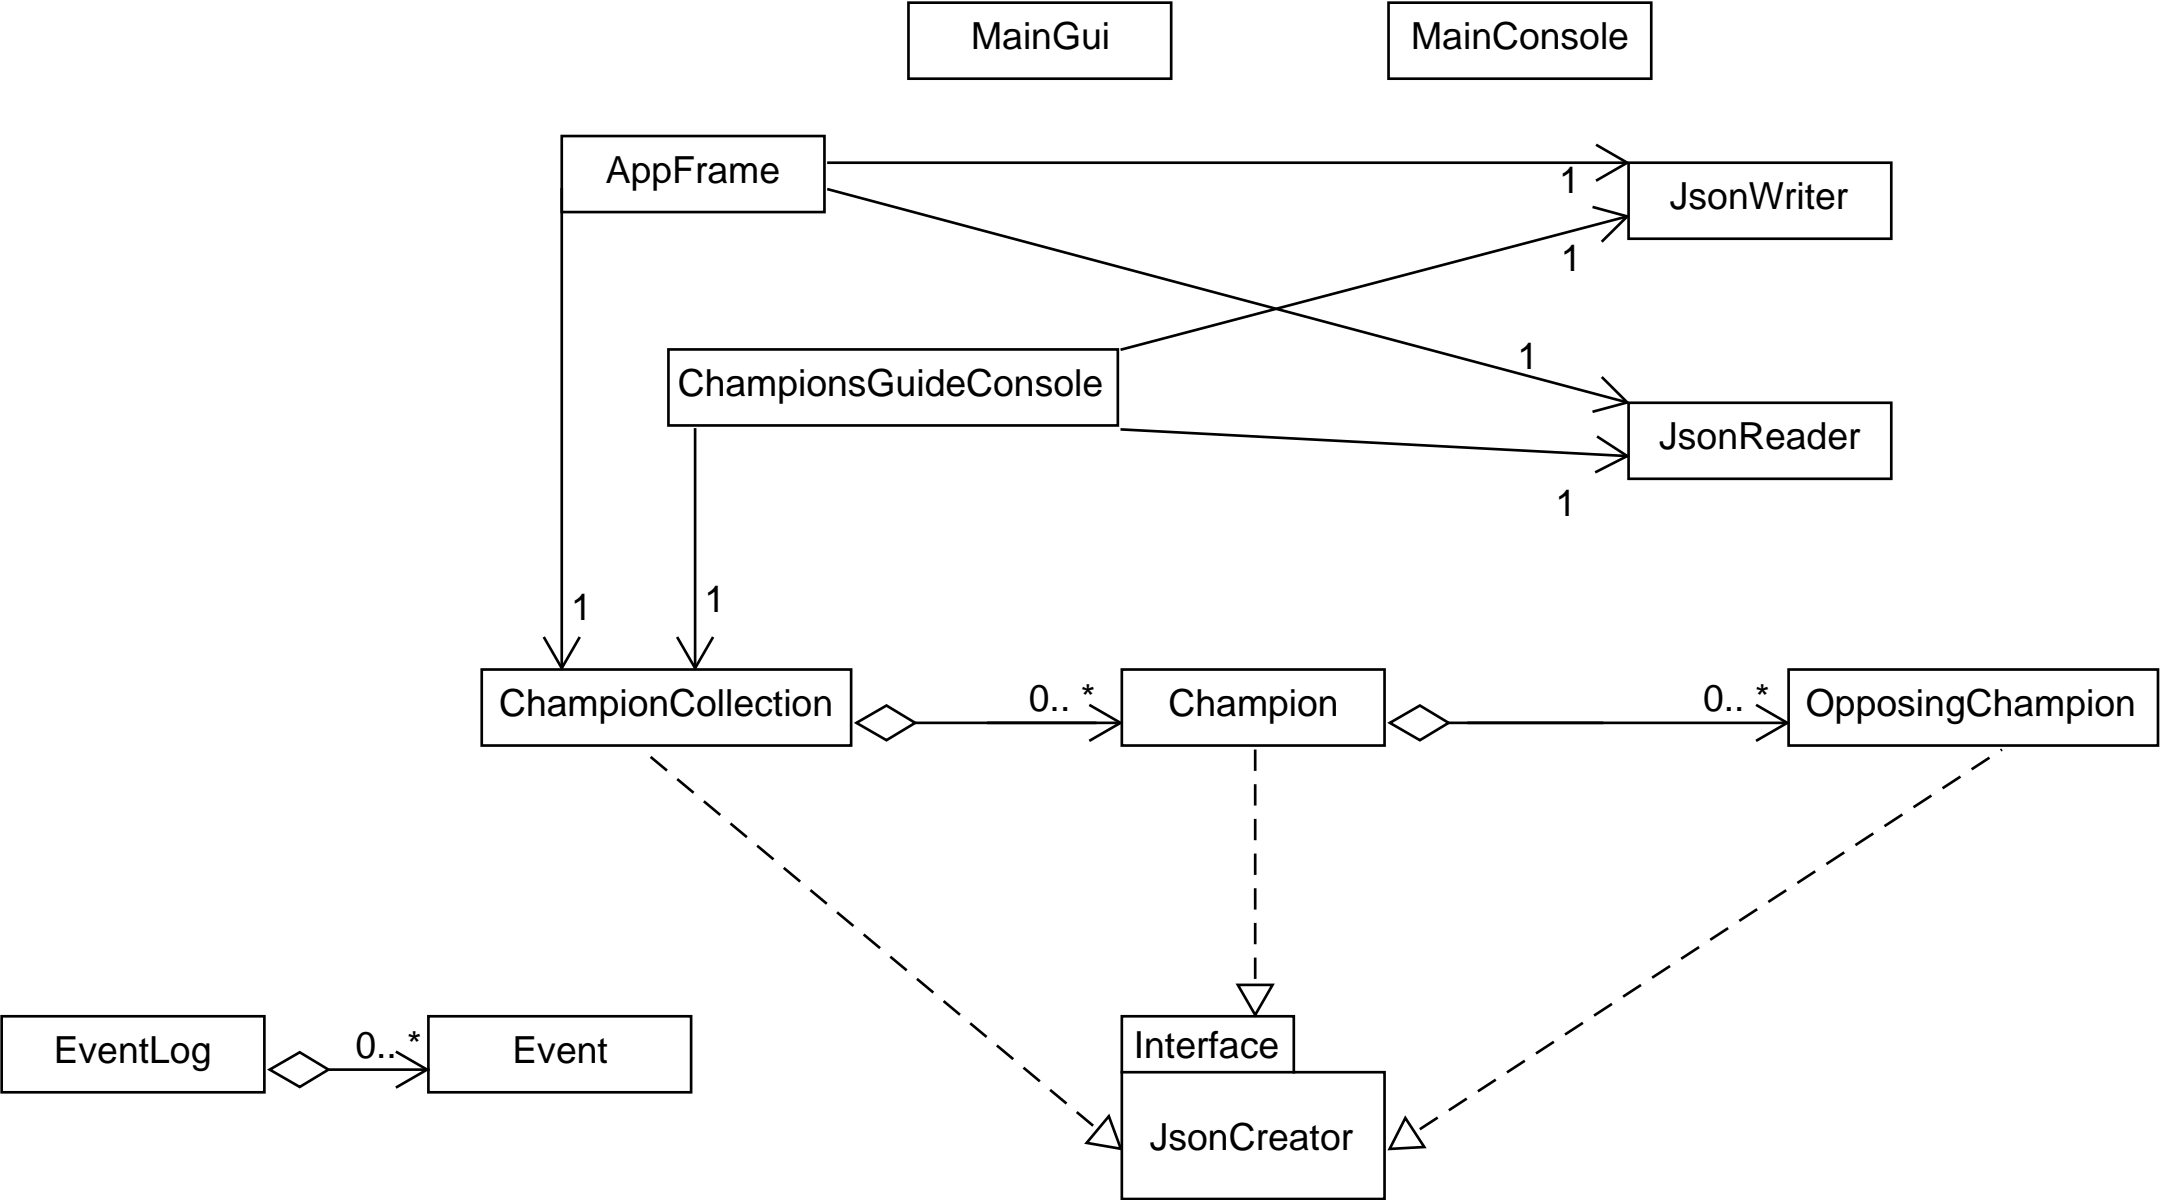 MainGui
MainConsole
AppFrame
1
JsonWriter
1
1
ChampionsGuideConsole
JsonReader
1
1
1
ChampionCollection
0.. *
Champion
0.. *
OpposingChampion
EventLog
0.. *
Event
Interface
JsonCreator